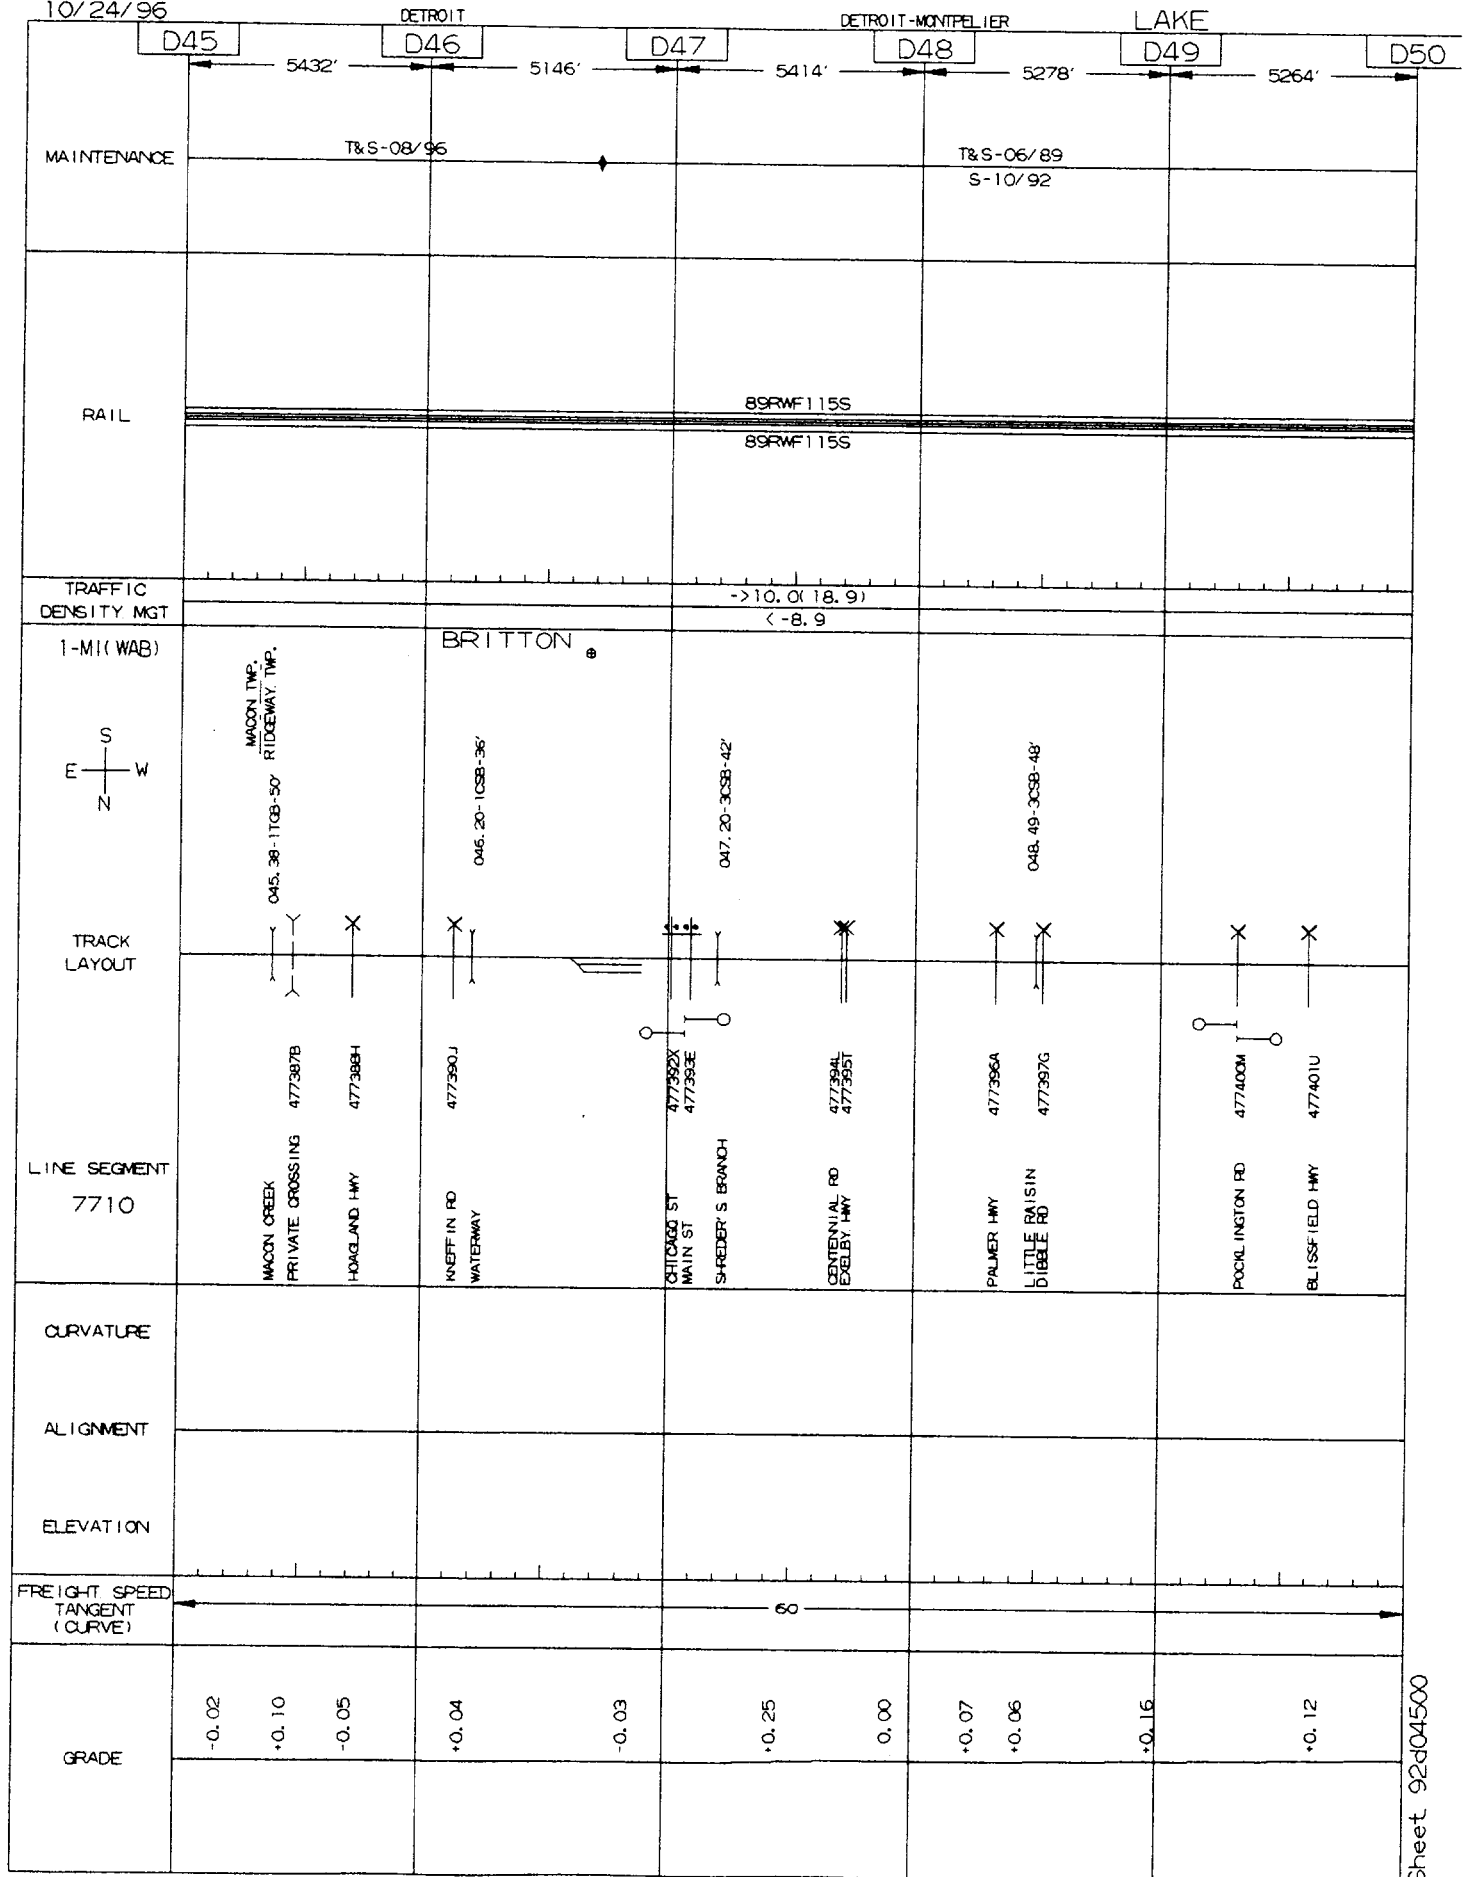 10/24/96
DETROIT
DETROIT-MONTPELIER
LAKE
D45
D46
D47
D48
D49
D50
5432'
5146'
5414'
5278'
5264'
MAINTENANCE
T&S-08/96
T&S-06/89
S-10/92
RAIL
89RWF115S
89RWF115S
TRAFFIC
DENSITY MGT
->10.0(18.9)
<-8.9
1-MI(WAB)
BRITTON
MACON TWP.
RIDGEWAY. TWP.
S
E W
N
045.38-1TGB-50'
046.20-1CSB-36'
047.20-3CSB-42'
048.49-3CSB-48'
TRACK
LAYOUT
477387B
477388H
477390J
477392X
477393E
477394L
477395T
477396A
477397G
477400M
477401U
LINE SEGMENT
7710
MACON CREEK
PRIVATE CROSSING
HOAGLAND HWY
KNEFFIN RD
WATERWAY
CHICAGO ST
MAIN ST
SHREDER'S BRANCH
CENTENNIAL RD
EXELBY. HWY
PALMER HWY
LITTLE RAISIN
DIBBLE RD
POCKLINGTON RD
BLISSFIELD HWY
CURVATURE
ALIGNMENT
ELEVATION
FREIGHT SPEED
TANGENT
(CURVE)
60
GRADE
-0.02
+0.10
-0.05
+0.04
-0.03
+0.25
0.00
+0.07
+0.06
+0.16
+0.12
Sheet 92d04500